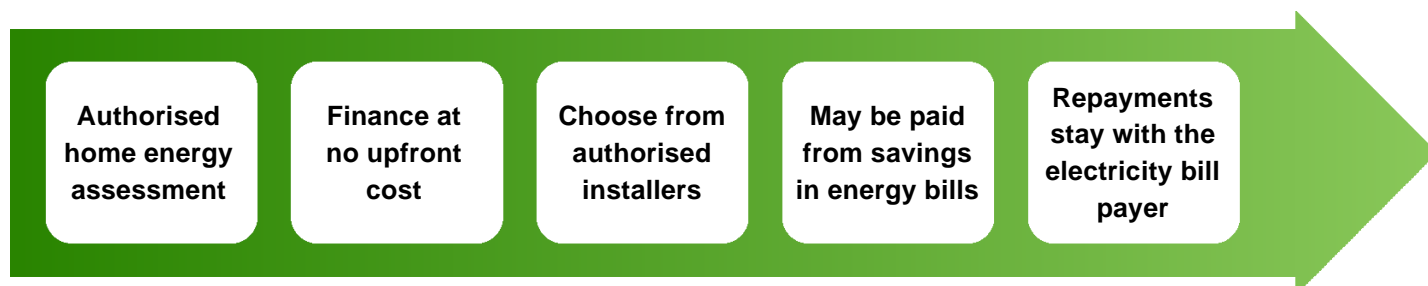 Authorised
home energy
assessment
Finance at
no upfront
cost
Choose from
authorised
installers
May be paid
from savings
in energy bills
Repayments
stay with the
electricity bill
payer